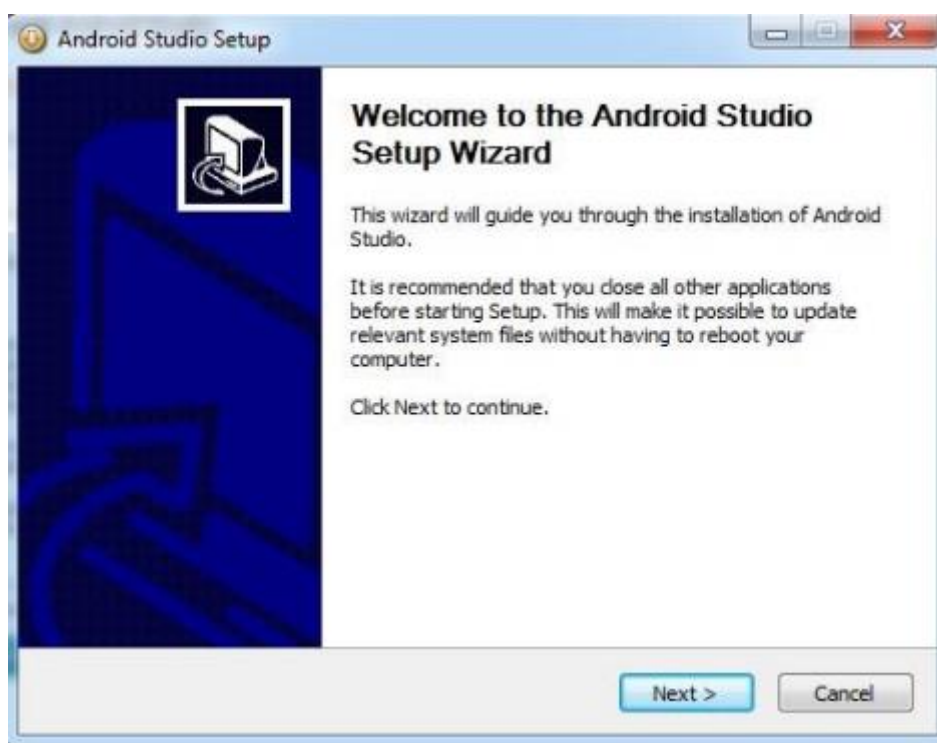 Android Studio Setup
Welcome to the Android Studio
Setup Wizard
This wizard will guide you through the installation of Android
Studio.
It is recommended that you close all other applications
before starting Setup. This will make it possible to update
relevant system files without having to reboot your
computer.
Click Next to continue.
Next >
Cancel